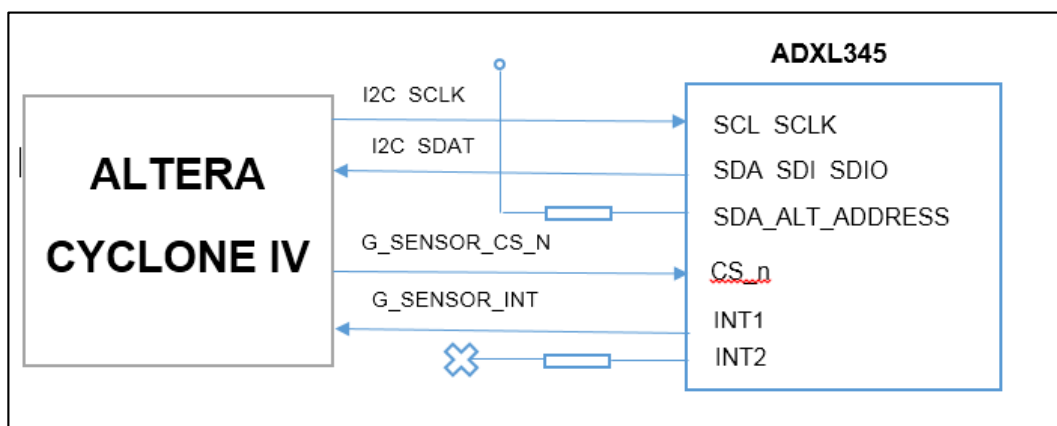 ADXL345
I2C SCLK
SCL SCLK
I2C SDAT
SDA SDI SDIO
ALTERA
CYCLONE IV
SDA_ALT_ADDRESS
G_SENSOR_CS_N
CS_n
G_SENSOR_INT
INT1
INT2